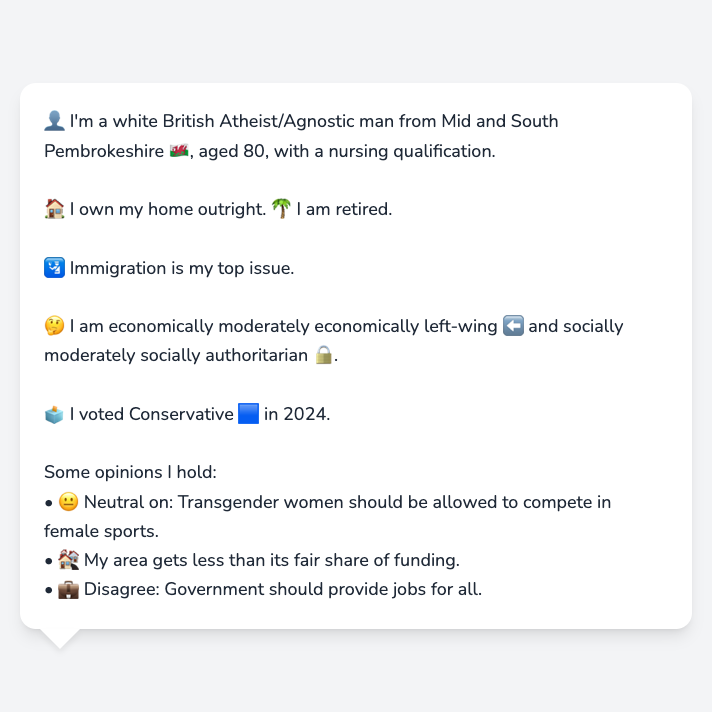 👤 I'm a white British Atheist/Agnostic man from Mid and South
Pembrokeshire 🏴󠁧󠁢󠁷󠁬󠁳󠁿, aged 80, with a nursing qualification.
🏠 I own my home outright. 🌴 I am retired.
🛂 Immigration is my top issue.
🤔 I am economically moderately economically left-wing ⬅️ and socially
moderately socially authoritarian 🔒.
🗳️ I voted Conservative 🟦 in 2024.
Some opinions I hold:
• 😐 Neutral on: Transgender women should be allowed to compete in
female sports.
• 🏚️ My area gets less than its fair share of funding.
• 💼 Disagree: Government should provide jobs for all.